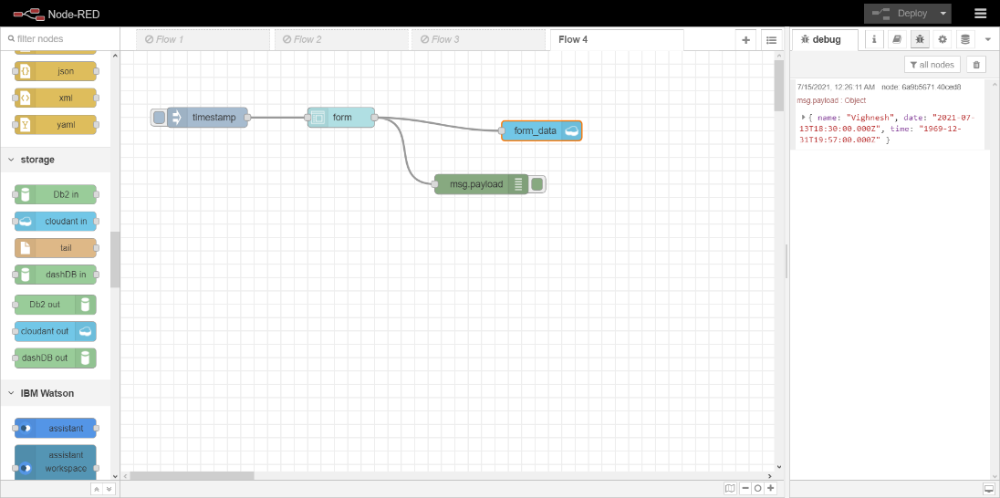 Node-RED
Deploy
filter nodes
Flow 1
Flow 2
Flow 3
Flow 4
debug
i
json
xml
yaml
storage
Db2 in
cloudant in
tail
dashDB in
Db2 out
cloudant out
dashDB out
IBM Watson
assistant
assistant
workspace
timestamp
form
form_data
msg.payload
all nodes
7/15/2021, 12:26:11 AM node: 6a9b5671.40ced8
msg.payload : Object
{ name: "Vighnesh", date: "2021-07-
13T18:30:00.000Z", time: "1969-12-
31T19:57:00.000Z" }